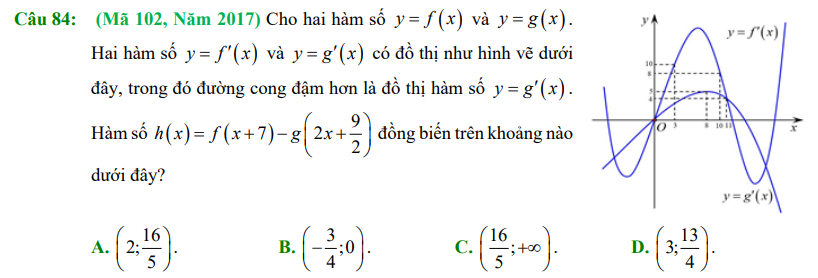 Câu 84: (Mã 102, Năm 2017) Cho hai hàm số y = f(x) và y = g(x).
Hai hàm số y = f′(x) và y = g′(x) có đồ thị như hình vẽ dưới
đây, trong đó đường cong đậm hơn là đồ thị hàm số y = g′(x).
Hàm số h(x) = f(x+7) − g(2x + 9/2) đồng biến trên khoảng nào
dưới đây?
y
y = f′(x)
10
8
5
4
O 3 8 10 11 x
y = g′(x)
A. (2; 16/5). B. (−3/4; 0). C. (16/5; +∞). D. (3; 13/4).